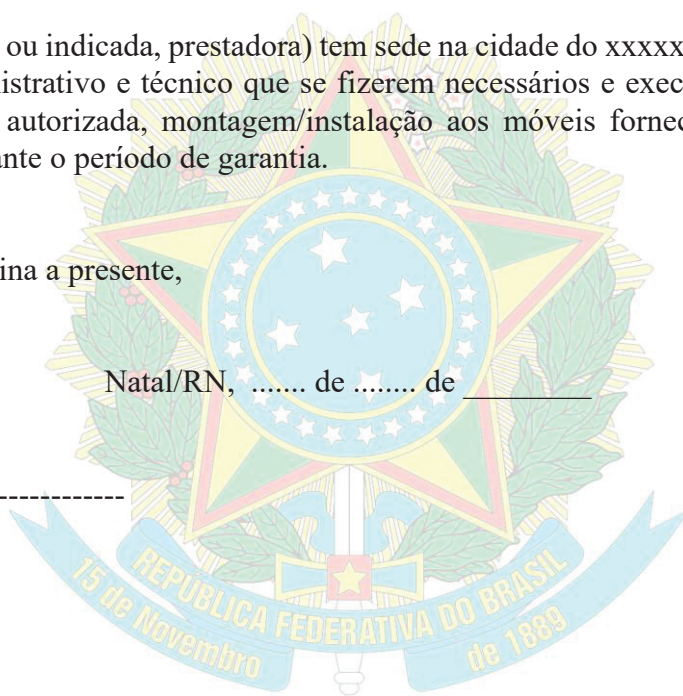 ou indicada, prestadora) tem sede na cidade do xxxxx
istrativo e técnico que se fizerem necessários e exec
autorizada, montagem/instalação aos móveis fornec
ante o período de garantia.
ina a presente,
Natal/RN, ....... de ........ de _________
-------------
REPÚBLICA FEDERATIVA DO BRASIL
15 de Novembro de 1889